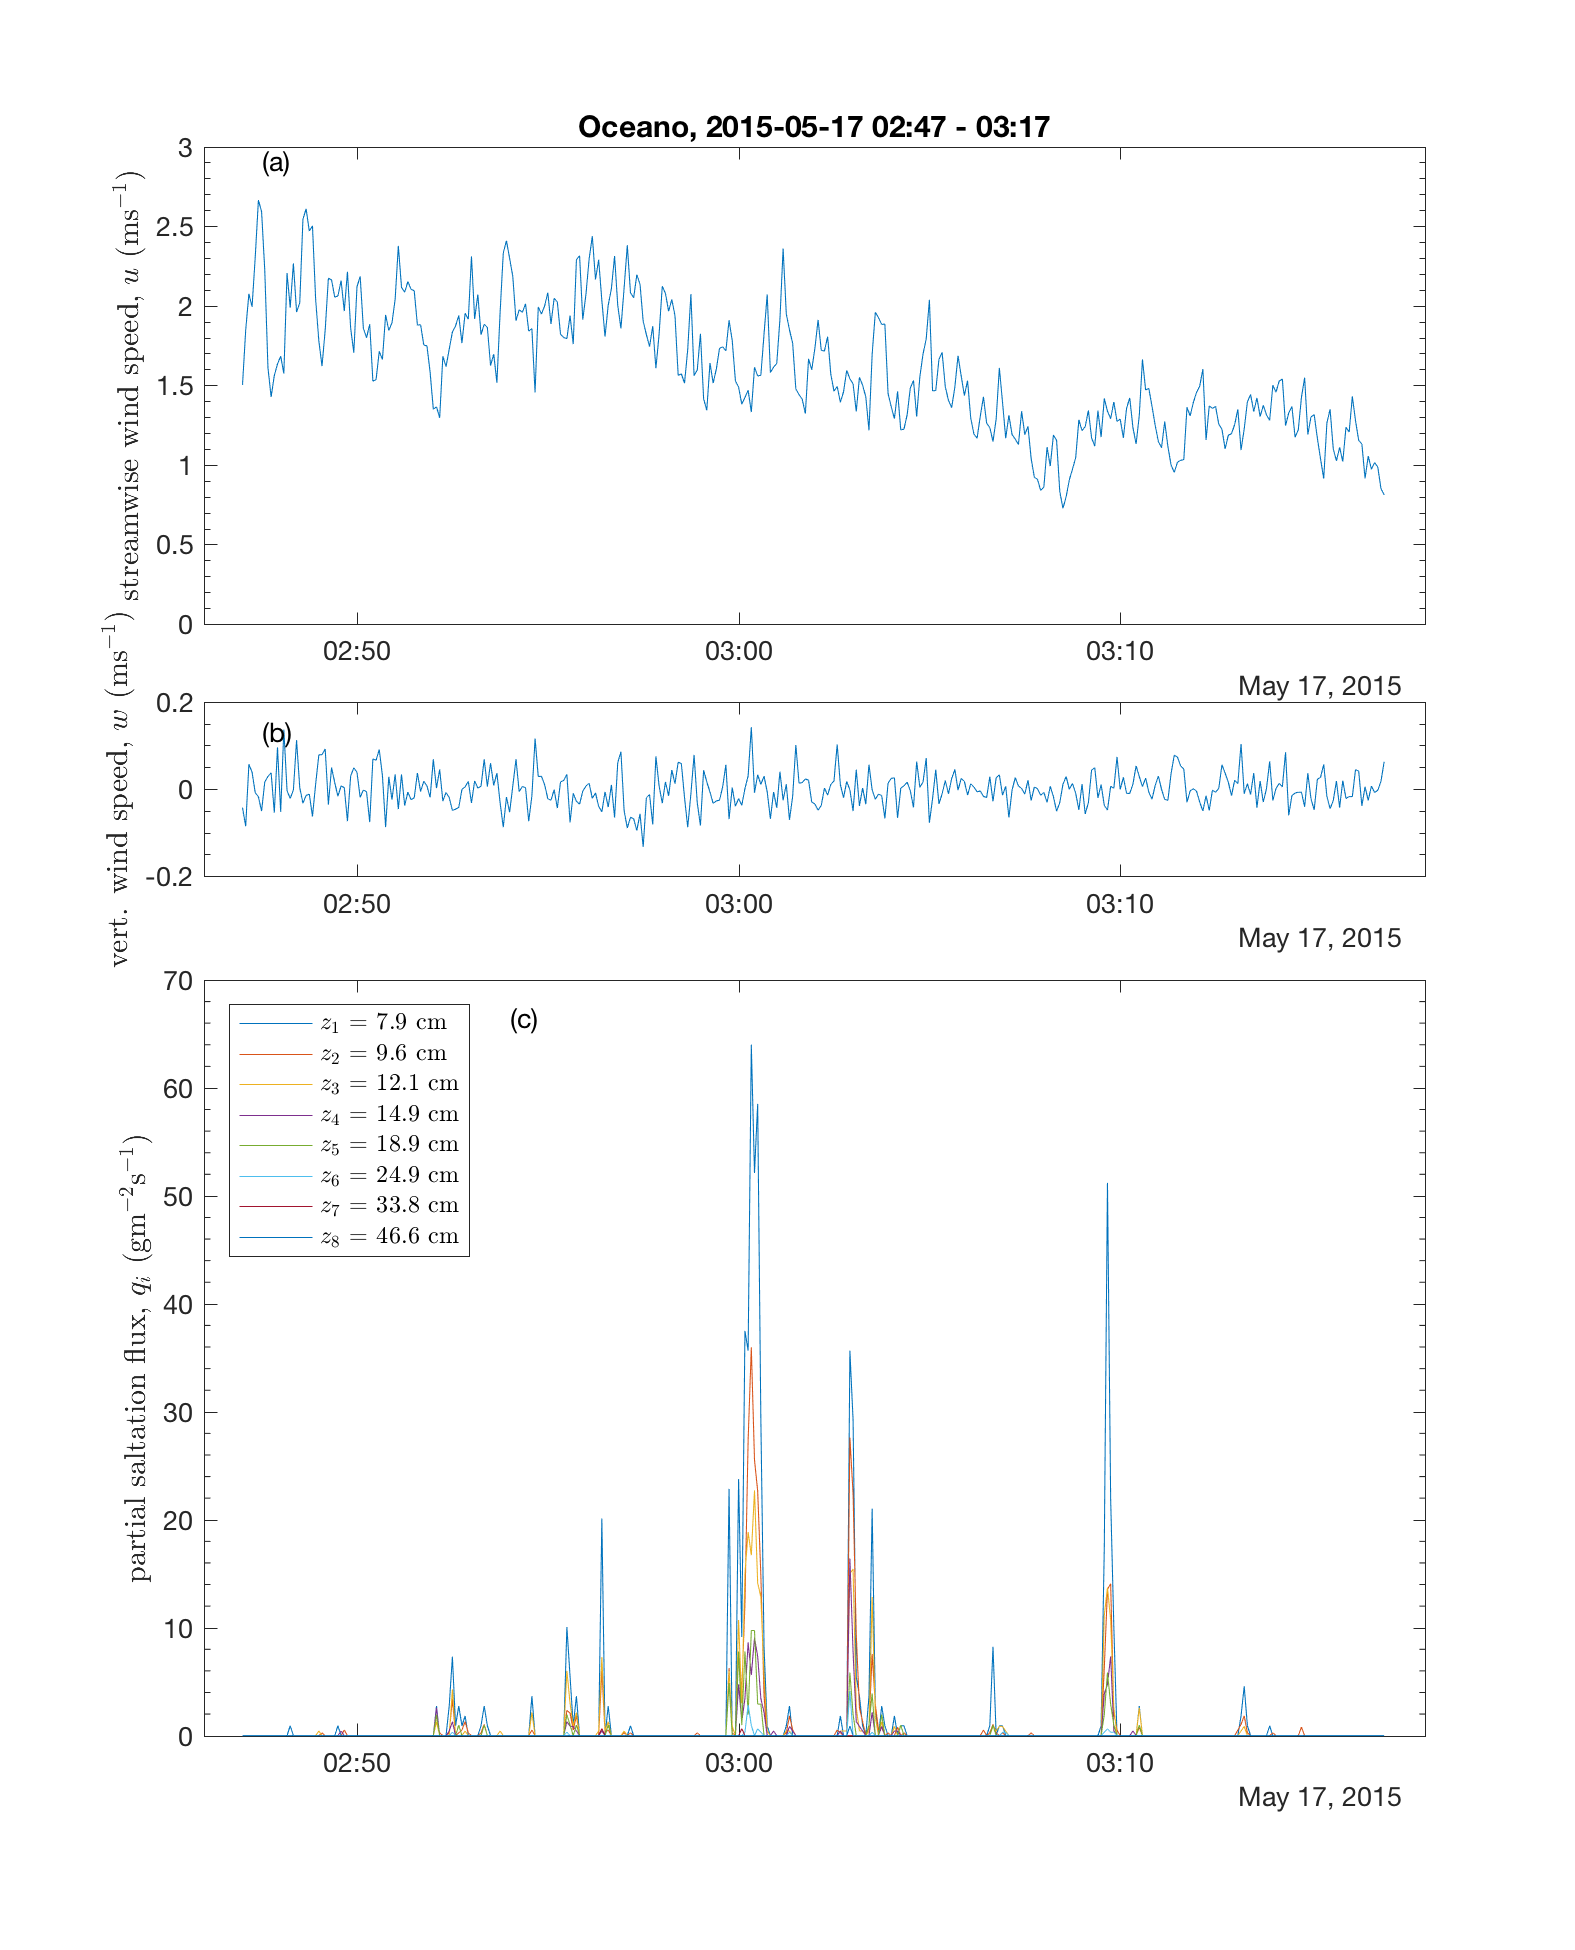 Oceano, 2015-05-17 02:47 - 03:17
(a)
streamwise wind speed, u (ms⁻¹)
3
2.5
2
1.5
1
0.5
0
02:50 03:00 03:10
May 17, 2015
(b)
vert. wind speed, w (ms⁻¹)
0.2
0
-0.2
02:50 03:00 03:10
May 17, 2015
(c)
partial saltation flux, qᵢ (gm⁻²s⁻¹)
70
60
50
40
30
20
10
0
z₁ = 7.9 cm
z₂ = 9.6 cm
z₃ = 12.1 cm
z₄ = 14.9 cm
z₅ = 18.9 cm
z₆ = 24.9 cm
z₇ = 33.8 cm
z₈ = 46.6 cm
02:50 03:00 03:10
May 17, 2015